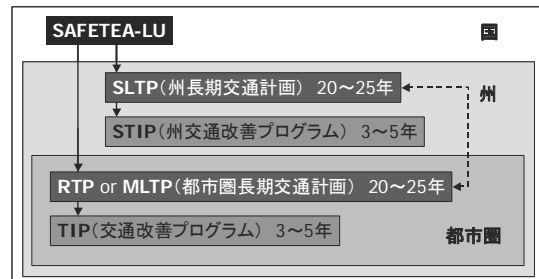 SAFETEA-LU
国
SLTP(州長期交通計画) 20～25年
州
STIP(州交通改善プログラム) 3～5年
RTP or MLTP(都市圏長期交通計画) 20～25年
TIP(交通改善プログラム) 3～5年
都市圏